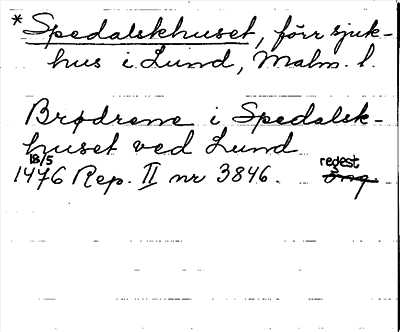 * Spedalskhuset, förr sjuk-
hus i Lund, Malm. l.
Brødrene i Spedalsk-
huset ved Lund
18/5
1476 Rep. II nr 3846. regest